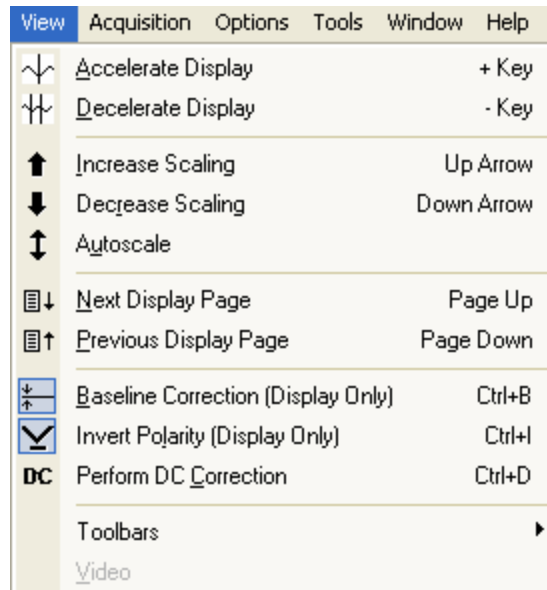 View Acquisition Options Tools Window Help
Accelerate Display + Key
Decelerate Display - Key
Increase Scaling Up Arrow
Decrease Scaling Down Arrow
Autoscale
Next Display Page Page Up
Previous Display Page Page Down
Baseline Correction (Display Only) Ctrl+B
Invert Polarity (Display Only) Ctrl+I
DC Perform DC Correction Ctrl+D
Toolbars
Video